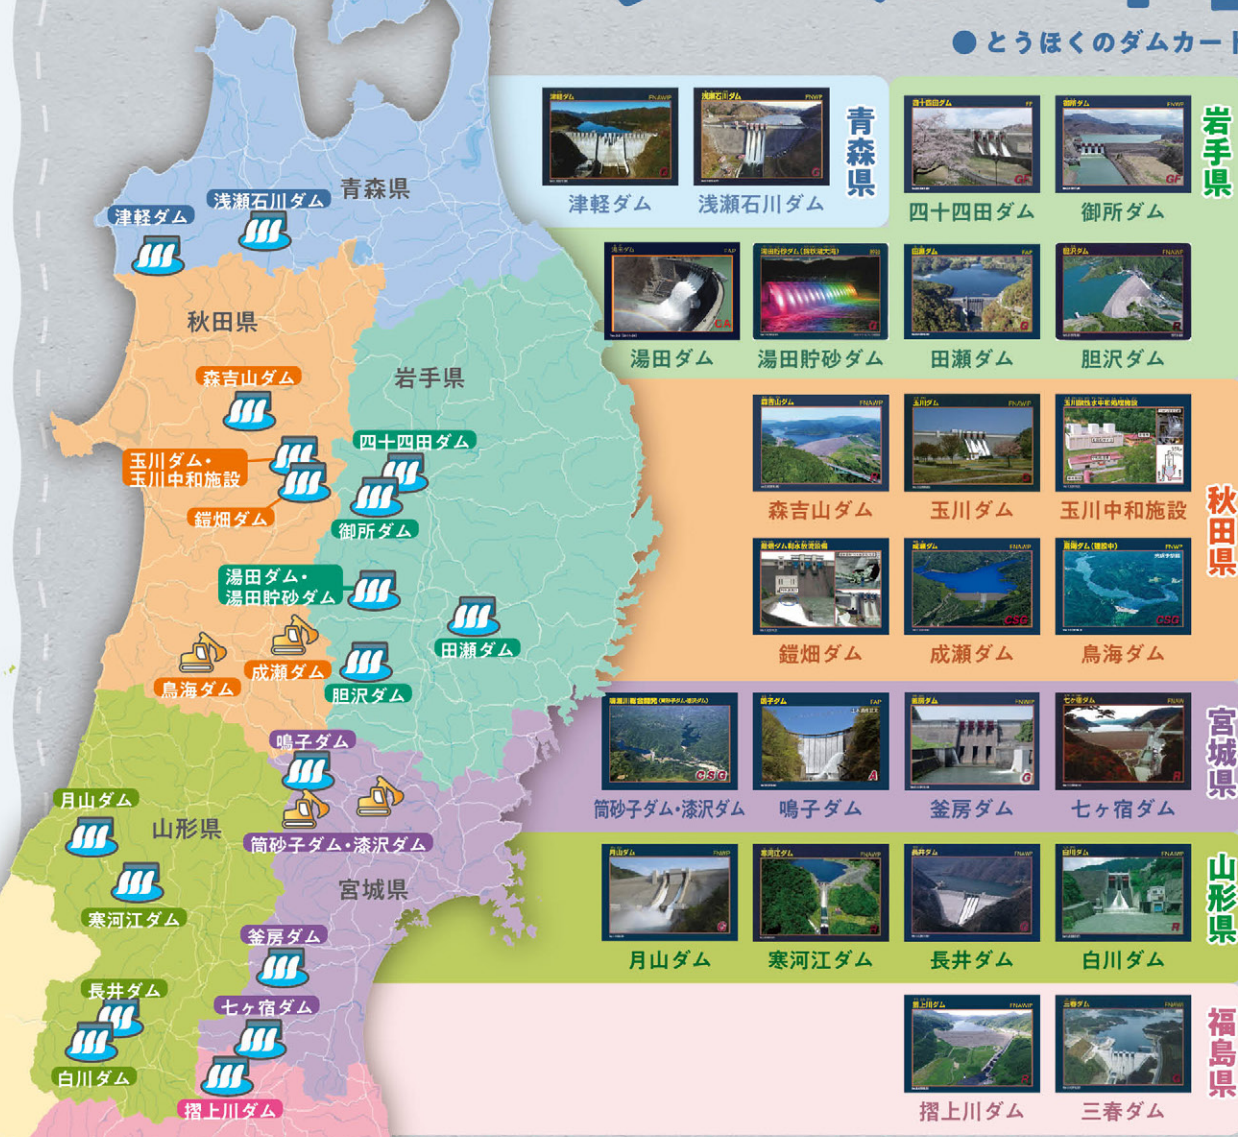 ●とうほくのダムカード
青森県
津軽ダム
浅瀬石川ダム
秋田県
森吉山ダム
玉川ダム・
玉川中和施設
鎧畑ダム
岩手県
四十四田ダム
御所ダム
湯田ダム・
湯田貯砂ダム
田瀬ダム
胆沢ダム
成瀬ダム
鳥海ダム
鳴子ダム
筒砂子ダム・漆沢ダム
宮城県
月山ダム
山形県
寒河江ダム
釜房ダム
七ヶ宿ダム
長井ダム
白川ダム
摺上川ダム
青森県
津軽ダム
浅瀬石川ダム
岩手県
四十四田ダム
御所ダム
湯田ダム
湯田貯砂ダム
田瀬ダム
胆沢ダム
秋田県
森吉山ダム
玉川ダム
玉川中和施設
鎧畑ダム
成瀬ダム
鳥海ダム
宮城県
筒砂子ダム・漆沢ダム
鳴子ダム
釜房ダム
七ヶ宿ダム
山形県
月山ダム
寒河江ダム
長井ダム
白川ダム
福島県
摺上川ダム
三春ダム